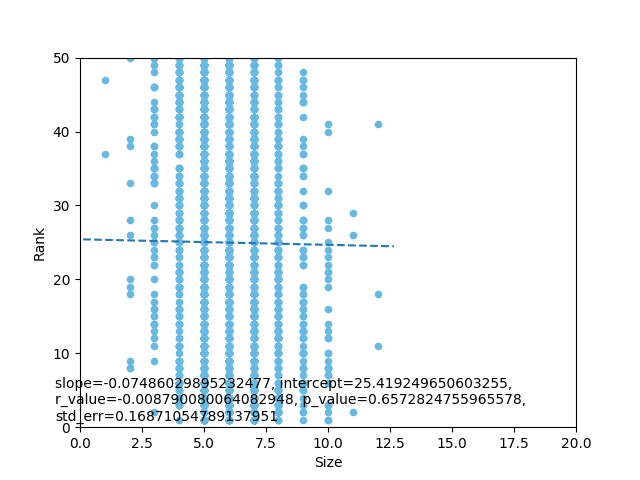 50
40
30
20
10
0
Rank
slope=-0.07486029895232477, intercept=25.419249650603255,
r_value=-0.008790080064082948, p_value=0.6572824755965578,
std_err=0.16871054789137951
0.0 2.5 5.0 7.5 10.0 12.5 15.0 17.5 20.0
Size